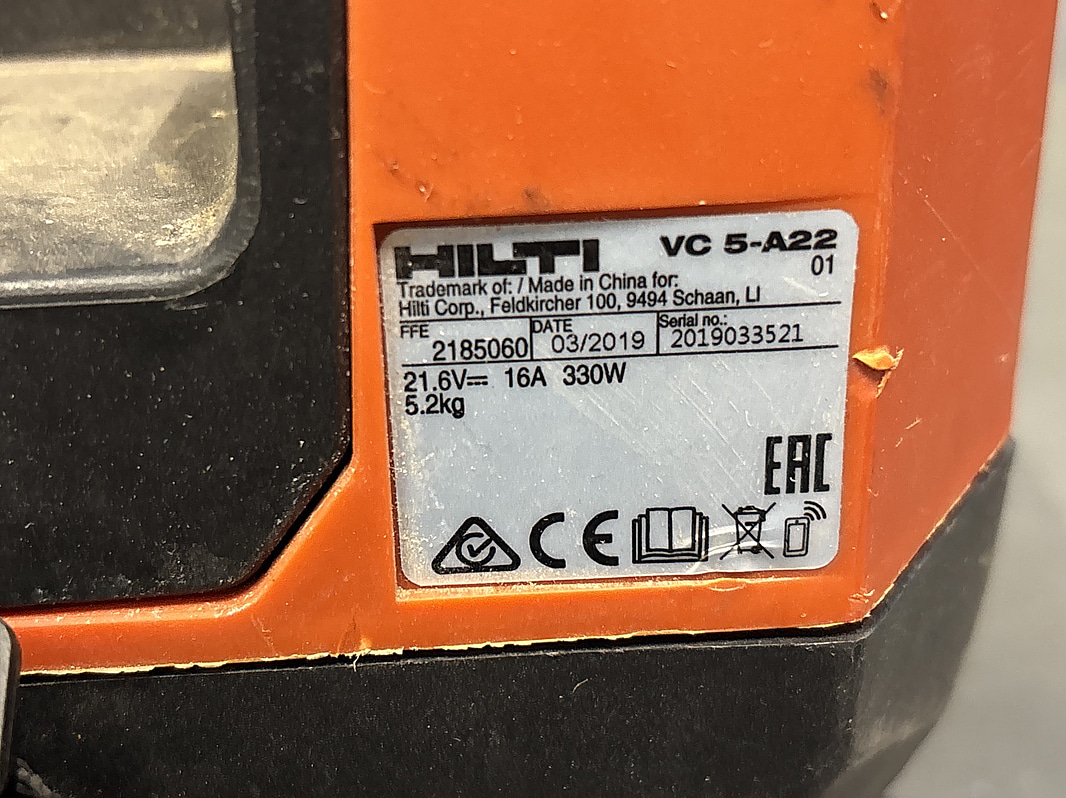 HILTI VC 5-A22
01
Trademark of: / Made in China for:
Hilti Corp., Feldkircher 100, 9494 Schaan, LI
FFE DATE Serial no.:
2185060 03/2019 2019033521
21.6V⎓ 16A 330W
5.2kg
EAC
CE